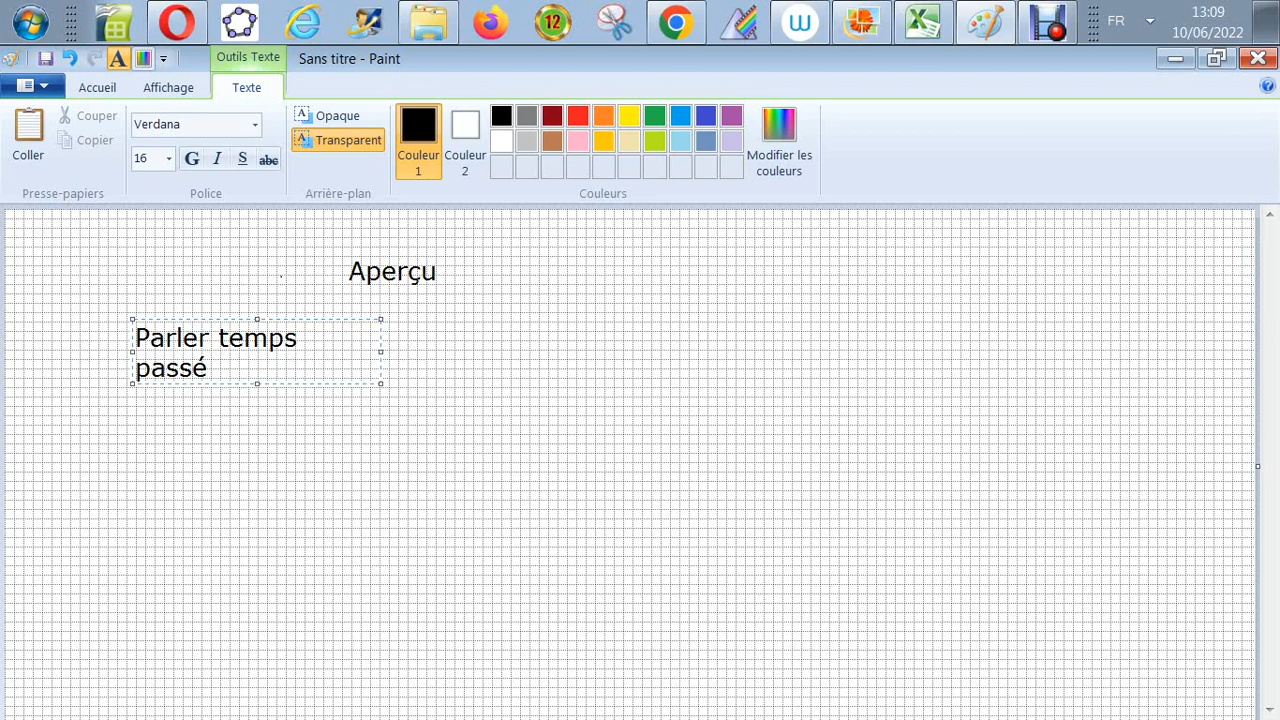 FR
13:09
10/06/2022
12
W
Outils Texte
Sans titre - Paint
Accueil
Affichage
Texte
Coller
Couper
Copier
Presse-papiers
Verdana
16
G I S abc
Police
Opaque
Transparent
Arrière-plan
Couleur 1
Couleur 2
Modifier les couleurs
Couleurs
Aperçu
Parler temps
passé